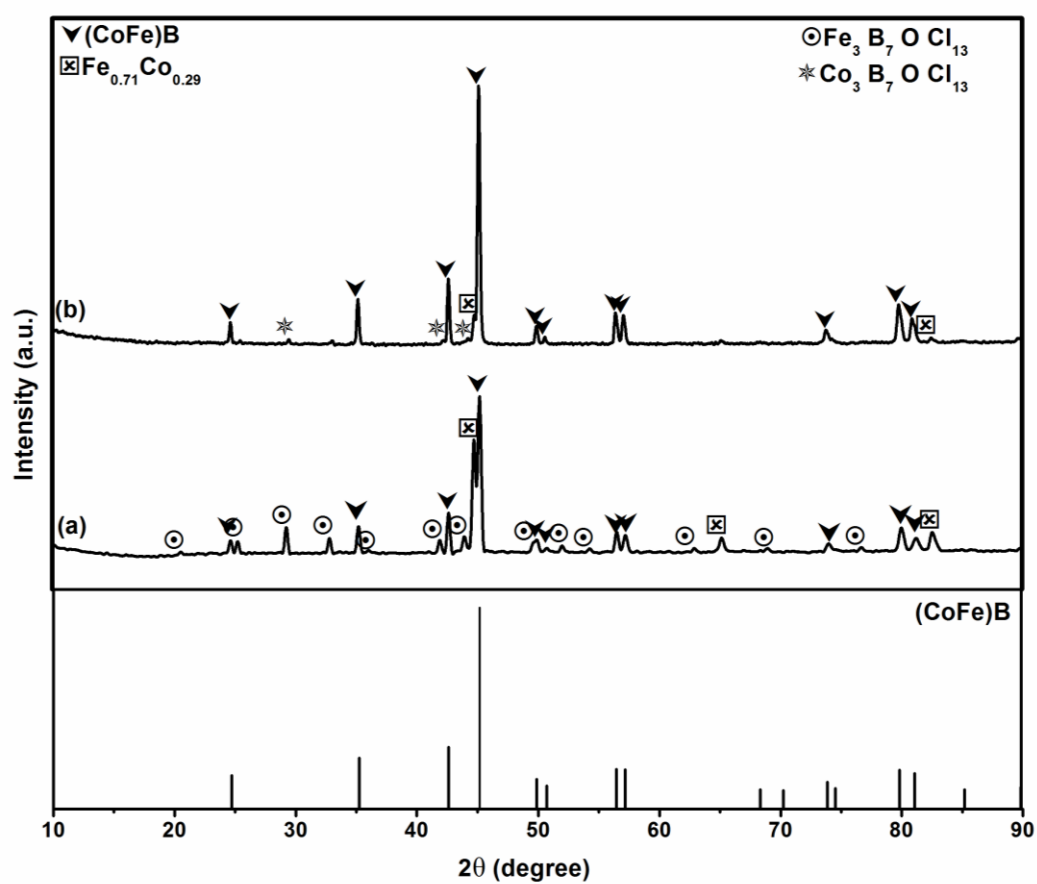 (CoFe)B
Fe₀.₇₁Co₀.₂₉
Fe₃ B₇ O Cl₁₃
Co₃ B₇ O Cl₁₃
(b)
(a)
Intensity (a.u.)
(CoFe)B
10 20 30 40 50 60 70 80 90
2θ (degree)